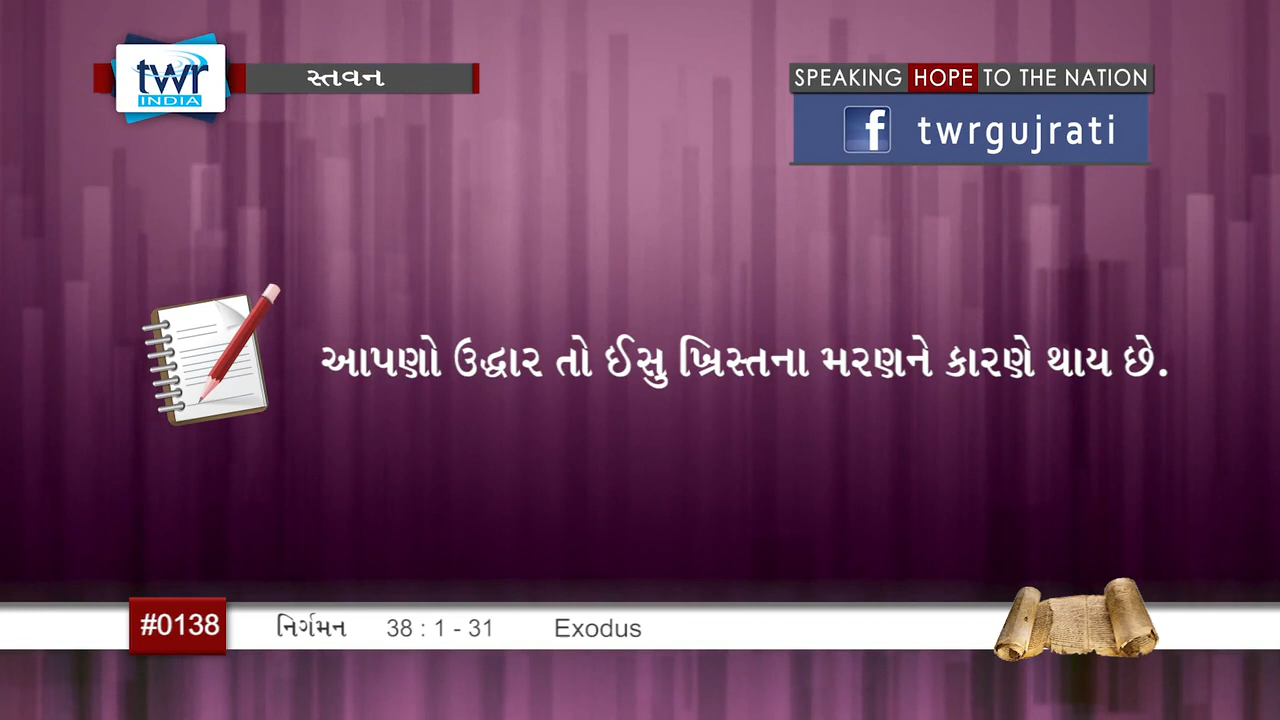 twr
INDIA
સ્તવન
SPEAKING HOPE TO THE NATION
f twrgujrati
આપણો ઉદ્ધાર તો ઈસુ ખ્રિસ્તના મરણને કારણે થાય છે.
#0138 નિર્ગમન 38 : 1 - 31 Exodus